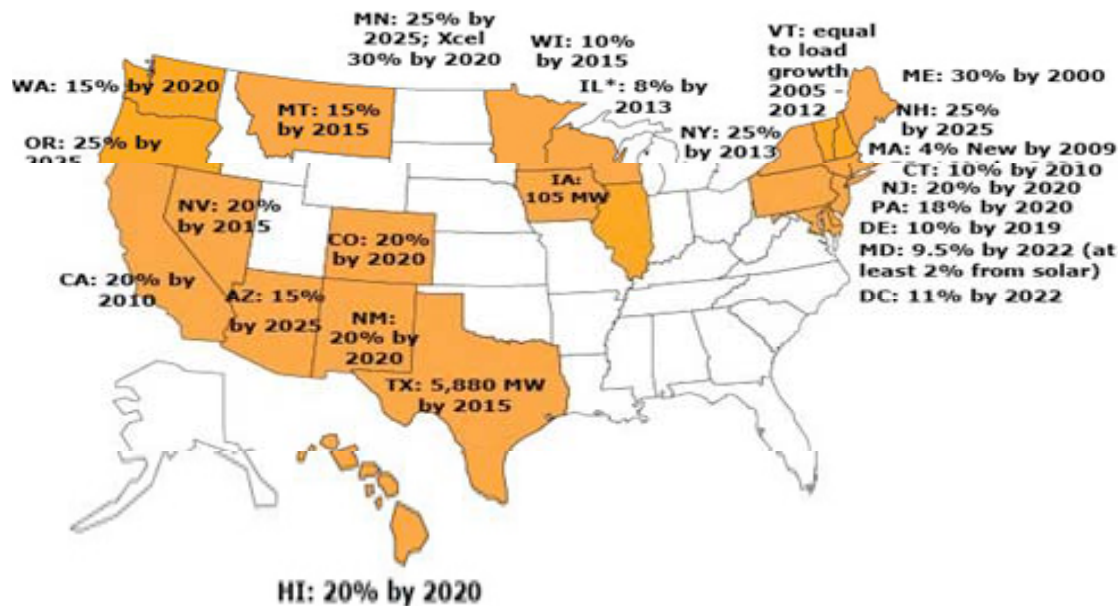 MN: 25% by
2025; Xcel
30% by 2020
WI: 10%
by 2015
IL*: 8% by
2013
VT: equal
to load
growth
2005 -
2012
ME: 30% by 2000
NH: 25%
by 2025
WA: 15% by 2020
MT: 15%
by 2015
NY: 25%
by 2013
MA: 4% New by 2009
OR: 25% by
2025
CT: 10% by 2010
IA:
105 MW
NJ: 20% by 2020
NV: 20%
by 2015
PA: 18% by 2020
DE: 10% by 2019
CO: 20%
by 2020
MD: 9.5% by 2022 (at
least 2% from solar)
CA: 20% by
2010
AZ: 15%
by 2025
DC: 11% by 2022
NM:
20% by
2020
TX: 5,880 MW
by 2015
HI: 20% by 2020